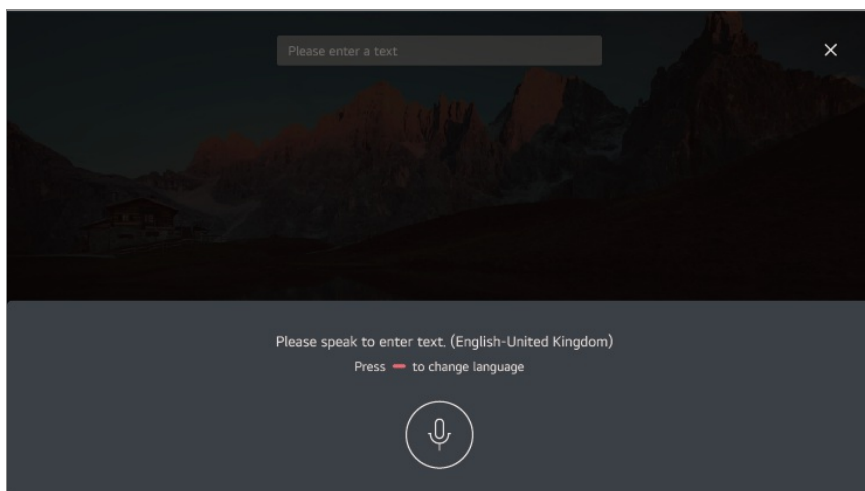 Please enter a text
Please speak to enter text. (English-United Kingdom)
Press to change language